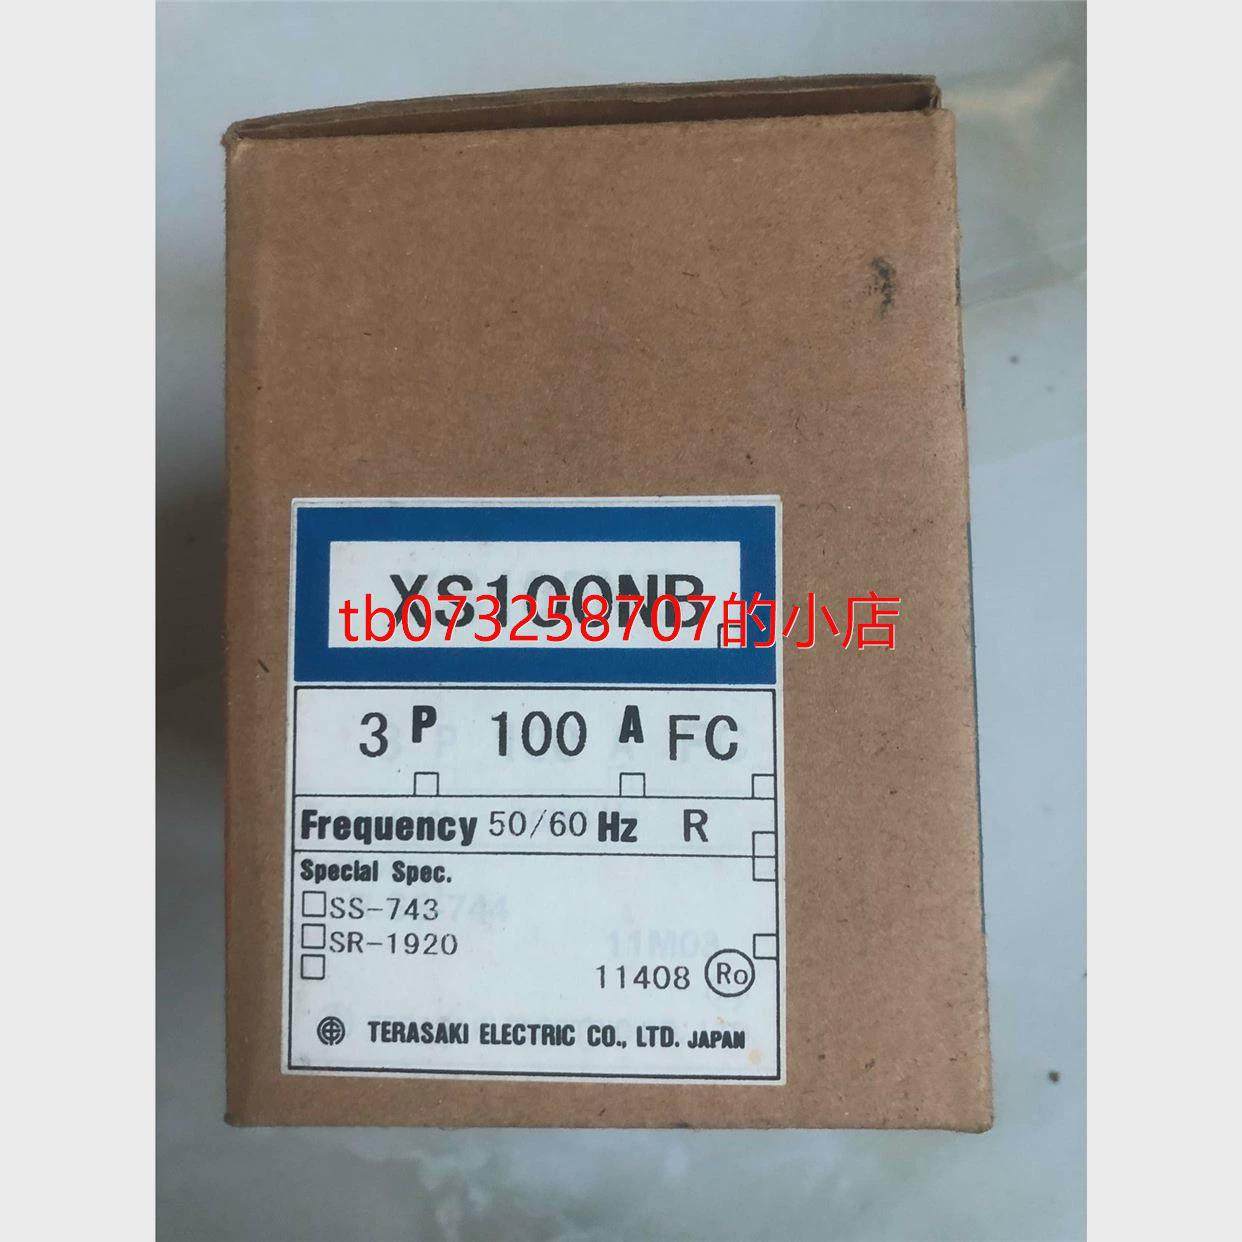 XS100NB
tb073258707的小店
3 P 100 A FC
Frequency 50/60 Hz R
Special Spec.
SS-743
SR-1920
11408 Ro
TERASAKI ELECTRIC CO., LTD. JAPAN